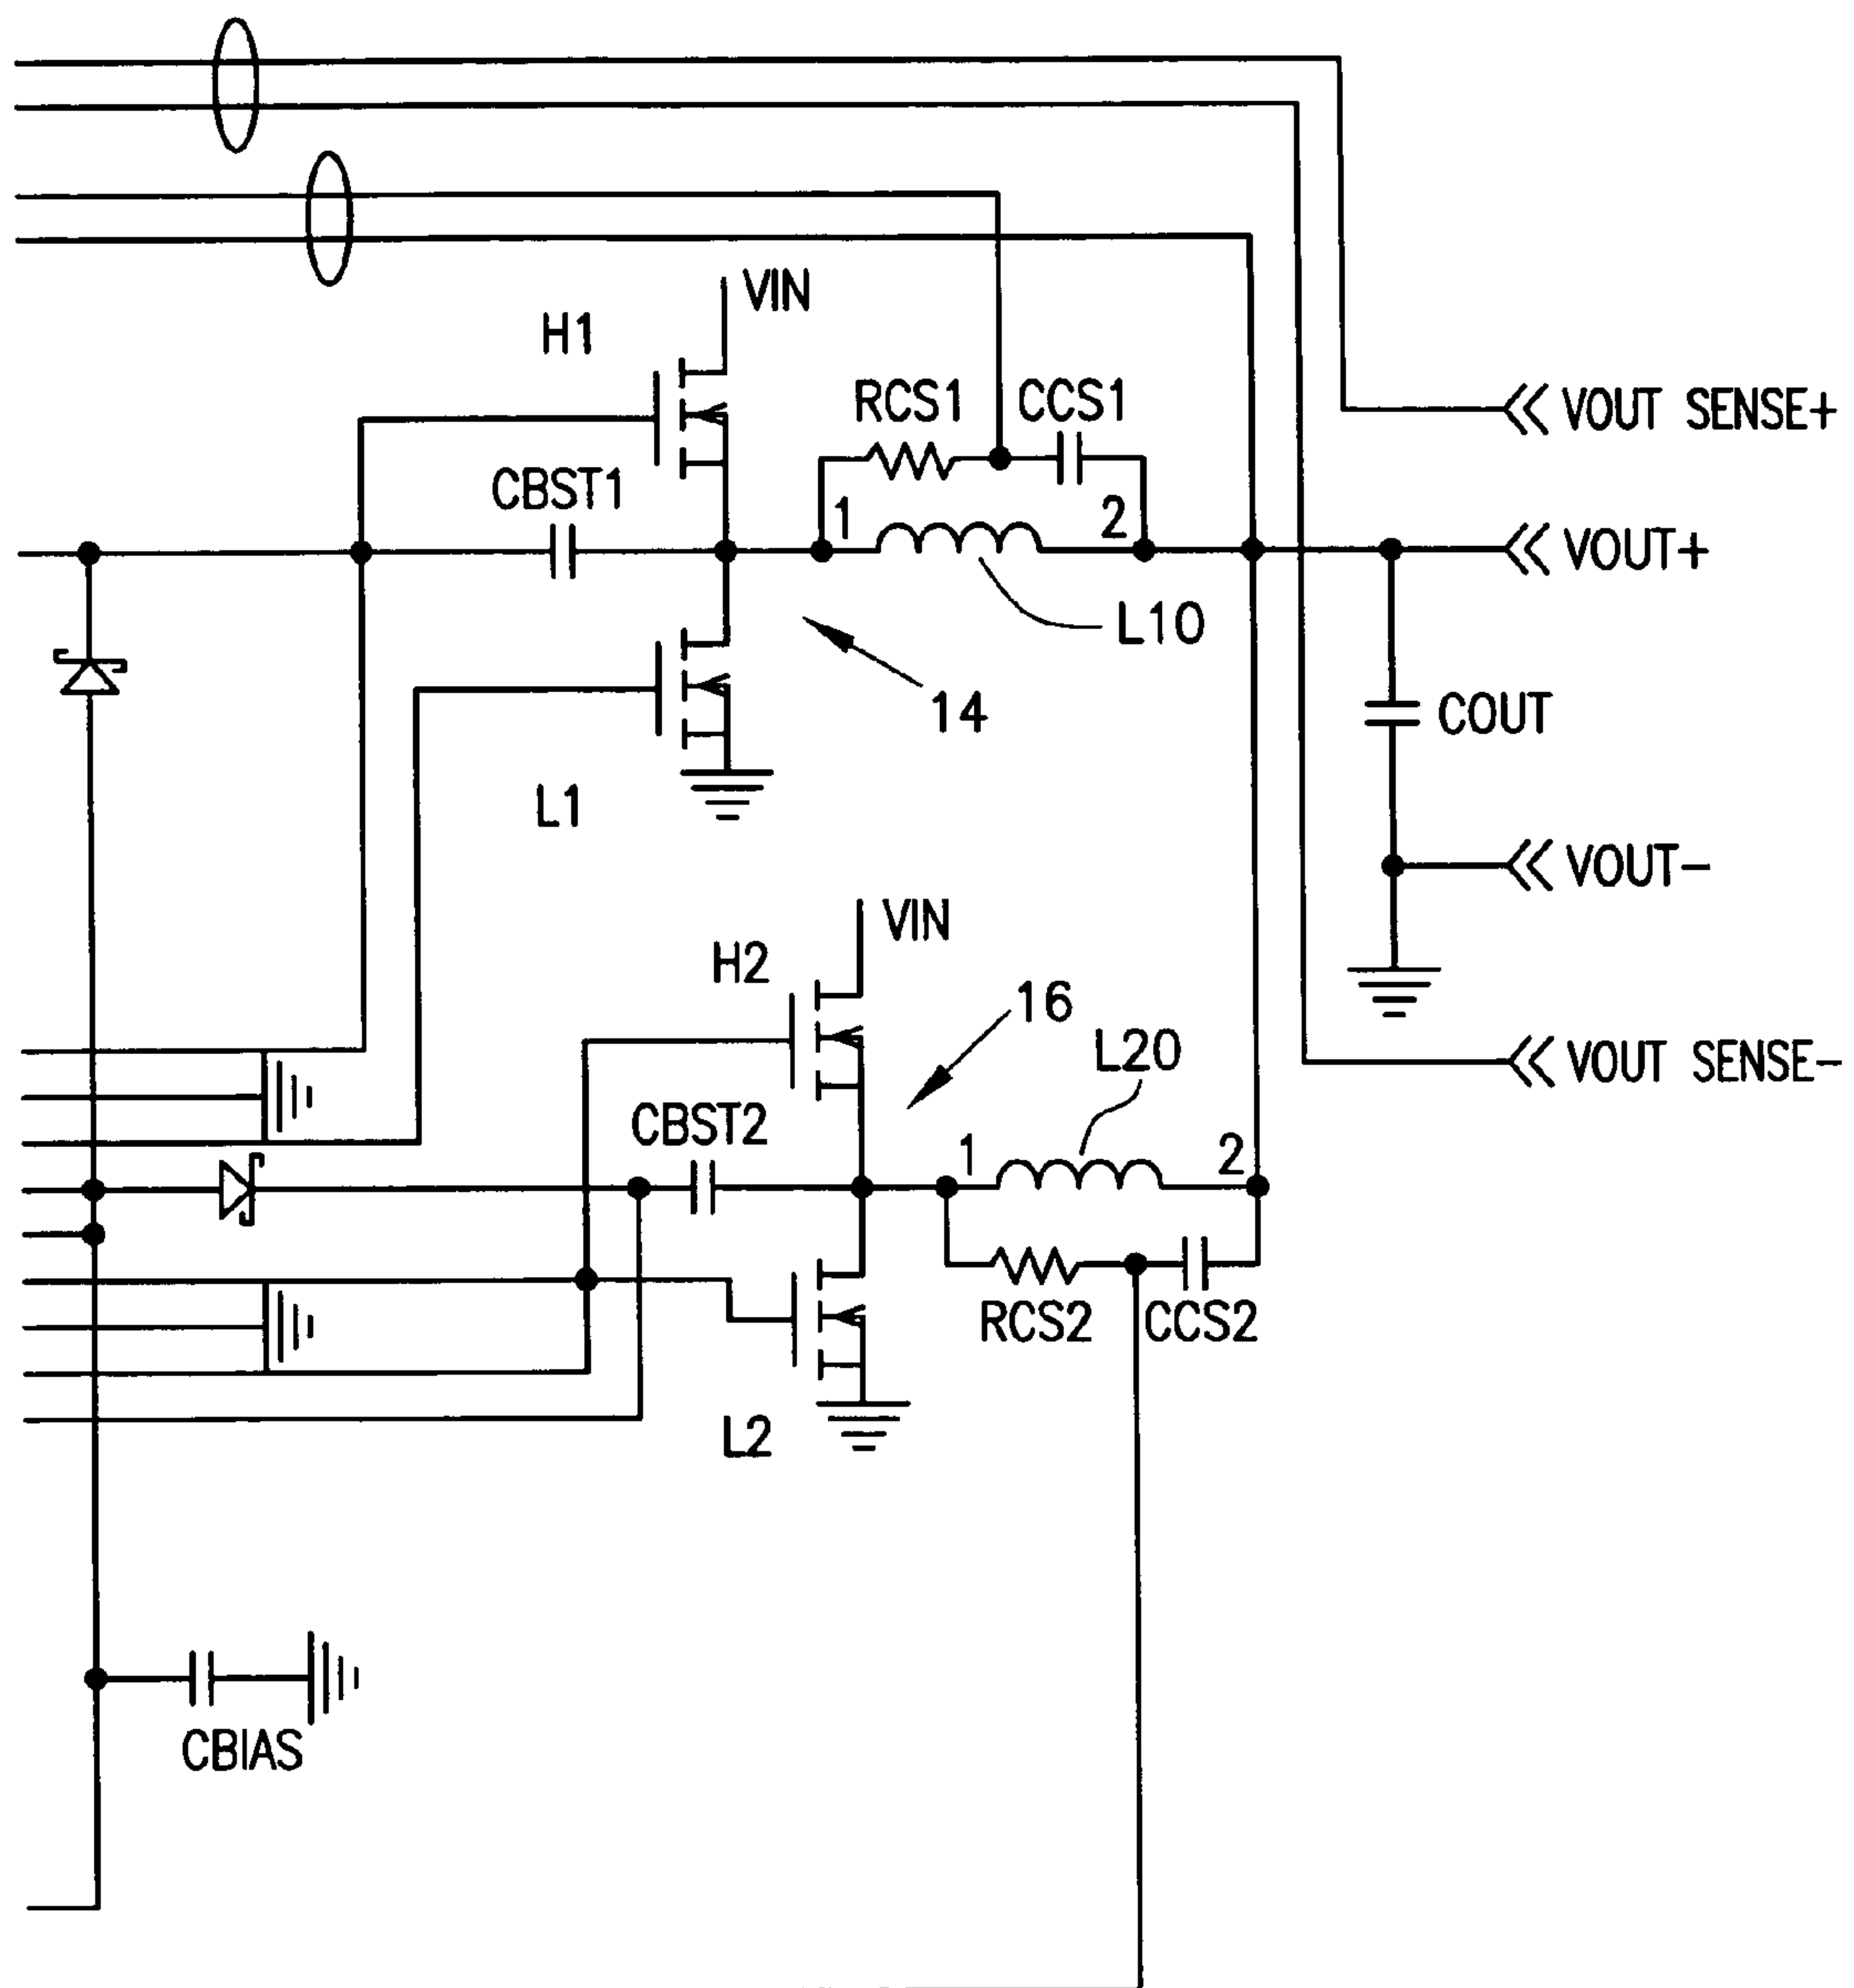 VIN
H1
RCS1 CCS1
VOUT SENSE+
CBST1
1
2
VOUT+
L10
14
COUT
L1
VOUT-
VIN
H2
16
L20
VOUT SENSE-
CBST2
1
2
RCS2 CCS2
L2
CBIAS